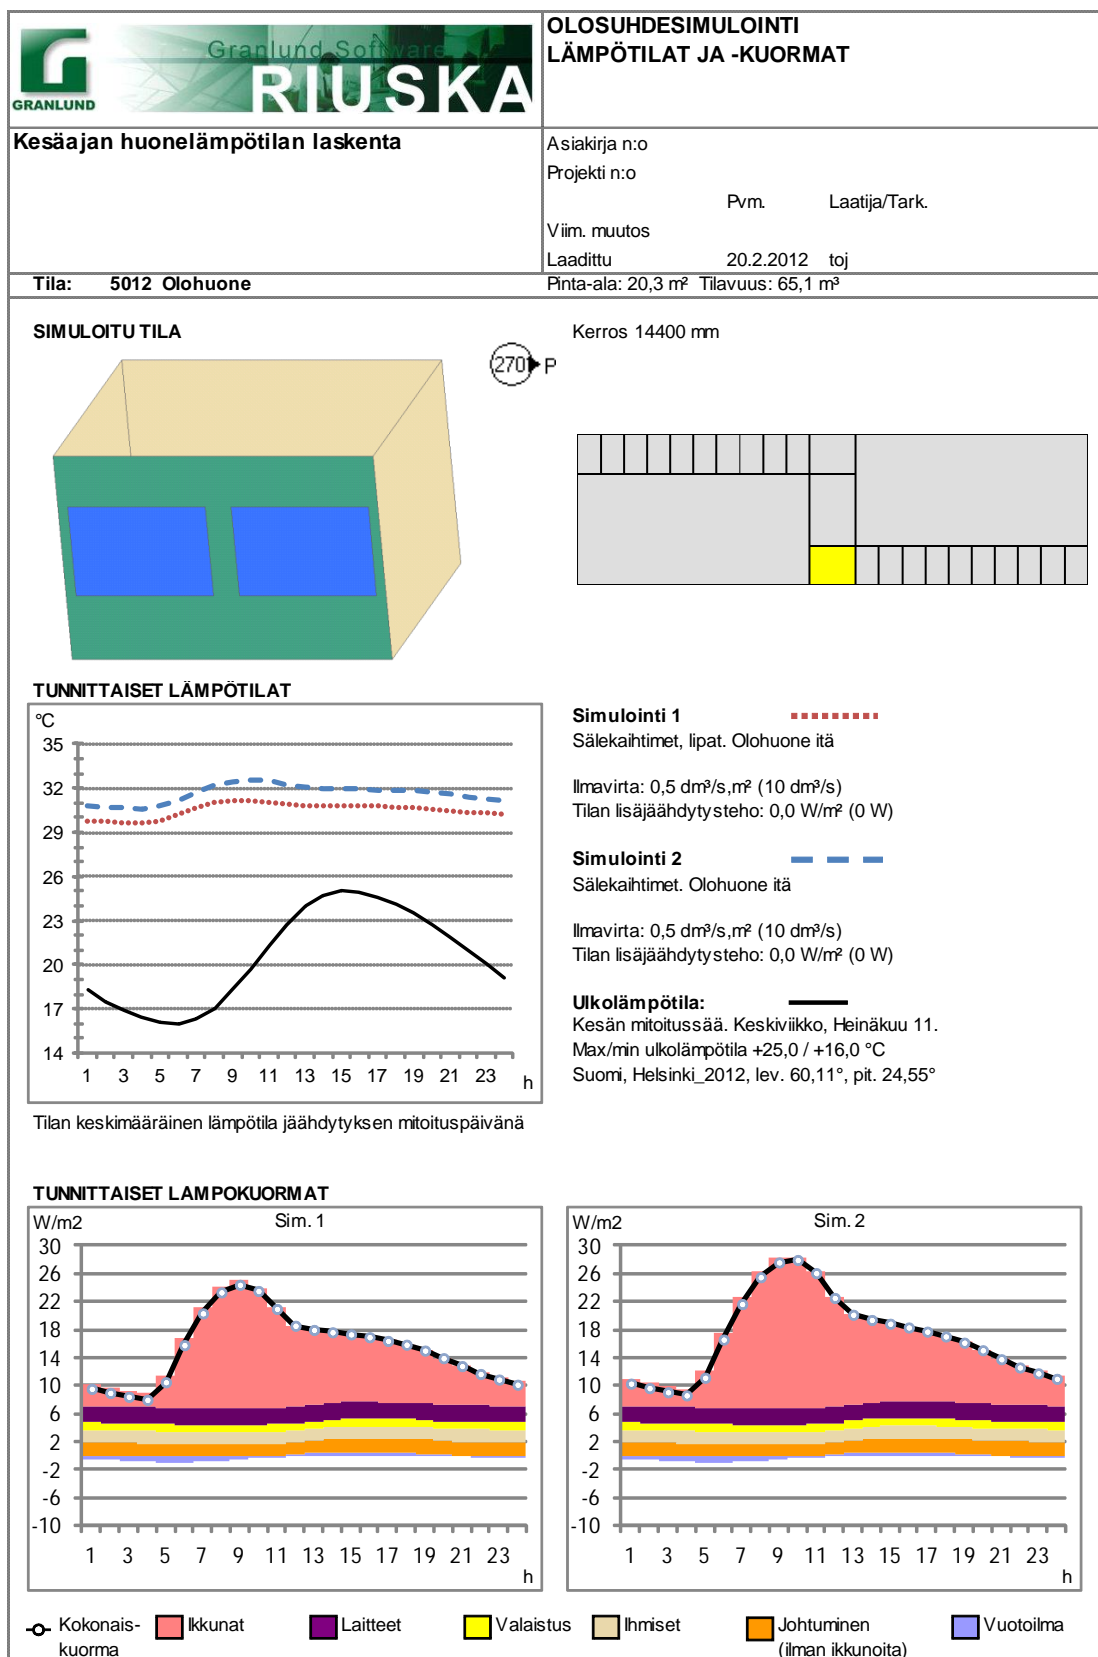 Granlund Software
RIUSKA
GRANLUND
OLOSUHDESIMULOINTI
LÄMPÖTILAT JA -KUORMAT
Kesäajan huonelämpötilan laskenta
Asiakirja n:o
Projekti n:o
Pvm. Laatija/Tark.
Viim. muutos
Laadittu 20.2.2012 toj
Tila: 5012 Olohuone
Pinta-ala: 20,3 m² Tilavuus: 65,1 m³
SIMULOITU TILA
Kerros 14400 mm
270 P
TUNNITTAISET LÄMPÖTILAT
°C
35
32
29
26
23
20
17
14
1 3 5 7 9 11 13 15 17 19 21 23
h
Tilan keskimääräinen lämpötila jäähdytyksen mitoituspäivänä
Simulointi 1
Sälekaihtimet, lipat. Olohuone itä
Ilmavirta: 0,5 dm³/s,m² (10 dm³/s)
Tilan lisäjäähdytysteho: 0,0 W/m² (0 W)
Simulointi 2
Sälekaihtimet. Olohuone itä
Ilmavirta: 0,5 dm³/s,m² (10 dm³/s)
Tilan lisäjäähdytysteho: 0,0 W/m² (0 W)
Ulkolämpötila:
Kesän mitoitussää. Keskiviikko, Heinäkuu 11.
Max/min ulkolämpötila +25,0 / +16,0 °C
Suomi, Helsinki_2012, lev. 60,11°, pit. 24,55°
TUNNITTAISET LAMPOKUORMAT
W/m2 Sim. 1
30
26
22
18
14
10
6
2
-2
-6
-10
1 3 5 7 9 11 13 15 17 19 21 23
h
W/m2 Sim. 2
30
26
22
18
14
10
6
2
-2
-6
-10
1 3 5 7 9 11 13 15 17 19 21 23
h
Kokonais-
kuorma
Ikkunat
Laitteet
Valaistus
Ihmiset
Johtuminen
(ilman ikkunoita)
Vuotoilma